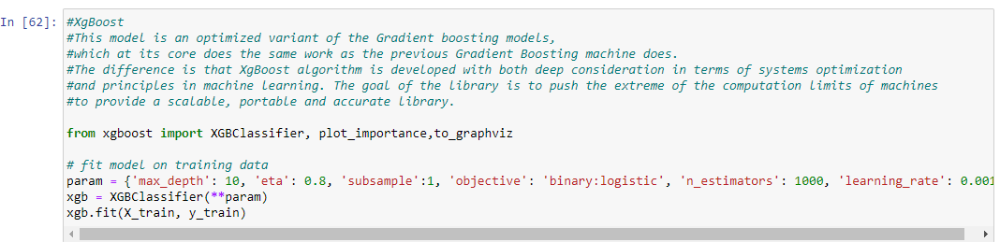 In [62]:
#XgBoost
#This model is an optimized variant of the Gradient boosting models,
#which at its core does the same work as the previous Gradient Boosting machine does.
#The difference is that XgBoost algorithm is developed with both deep consideration in terms of systems optimization
#and principles in machine learning. The goal of the library is to push the extreme of the computation limits of machines
#to provide a scalable, portable and accurate library.
from xgboost import XGBClassifier, plot_importance,to_graphviz
# fit model on training data
param = {'max_depth': 10, 'eta': 0.8, 'subsample':1, 'objective': 'binary:logistic', 'n_estimators': 1000, 'learning_rate': 0.001
xgb = XGBClassifier(**param)
xgb.fit(X_train, y_train)